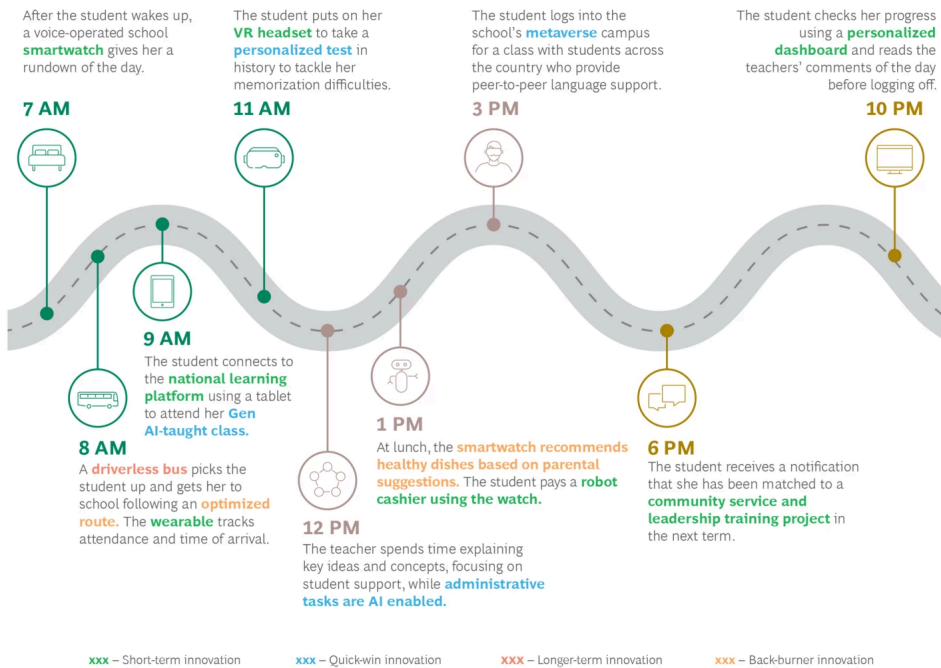 After the student wakes up,
a voice-operated school
smartwatch gives her a
rundown of the day.
7 AM
8 AM
A driverless bus picks the
student up and gets her to
school following an optimized
route. The wearable tracks
attendance and time of arrival.
9 AM
The student connects to
the national learning
platform using a tablet
to attend her Gen
AI-taught class.
The student puts on her
VR headset to take a
personalized test in
history to tackle her
memorization difficulties.
11 AM
12 PM
The teacher spends time explaining
key ideas and concepts, focusing on
student support, while administrative
tasks are AI enabled.
1 PM
At lunch, the smartwatch recommends
healthy dishes based on parental
suggestions. The student pays a robot
cashier using the watch.
The student logs into the
school's metaverse campus
for a class with students across
the country who provide
peer-to-peer language support.
3 PM
6 PM
The student receives a notification
that she has been matched to a
community service and
leadership training project in
the next term.
The student checks her progress
using a personalized
dashboard and reads the
teachers' comments of the day
before logging off.
10 PM
xxx – Short-term innovation
xxx – Quick-win innovation
xxx – Longer-term innovation
xxx – Back-burner innovation